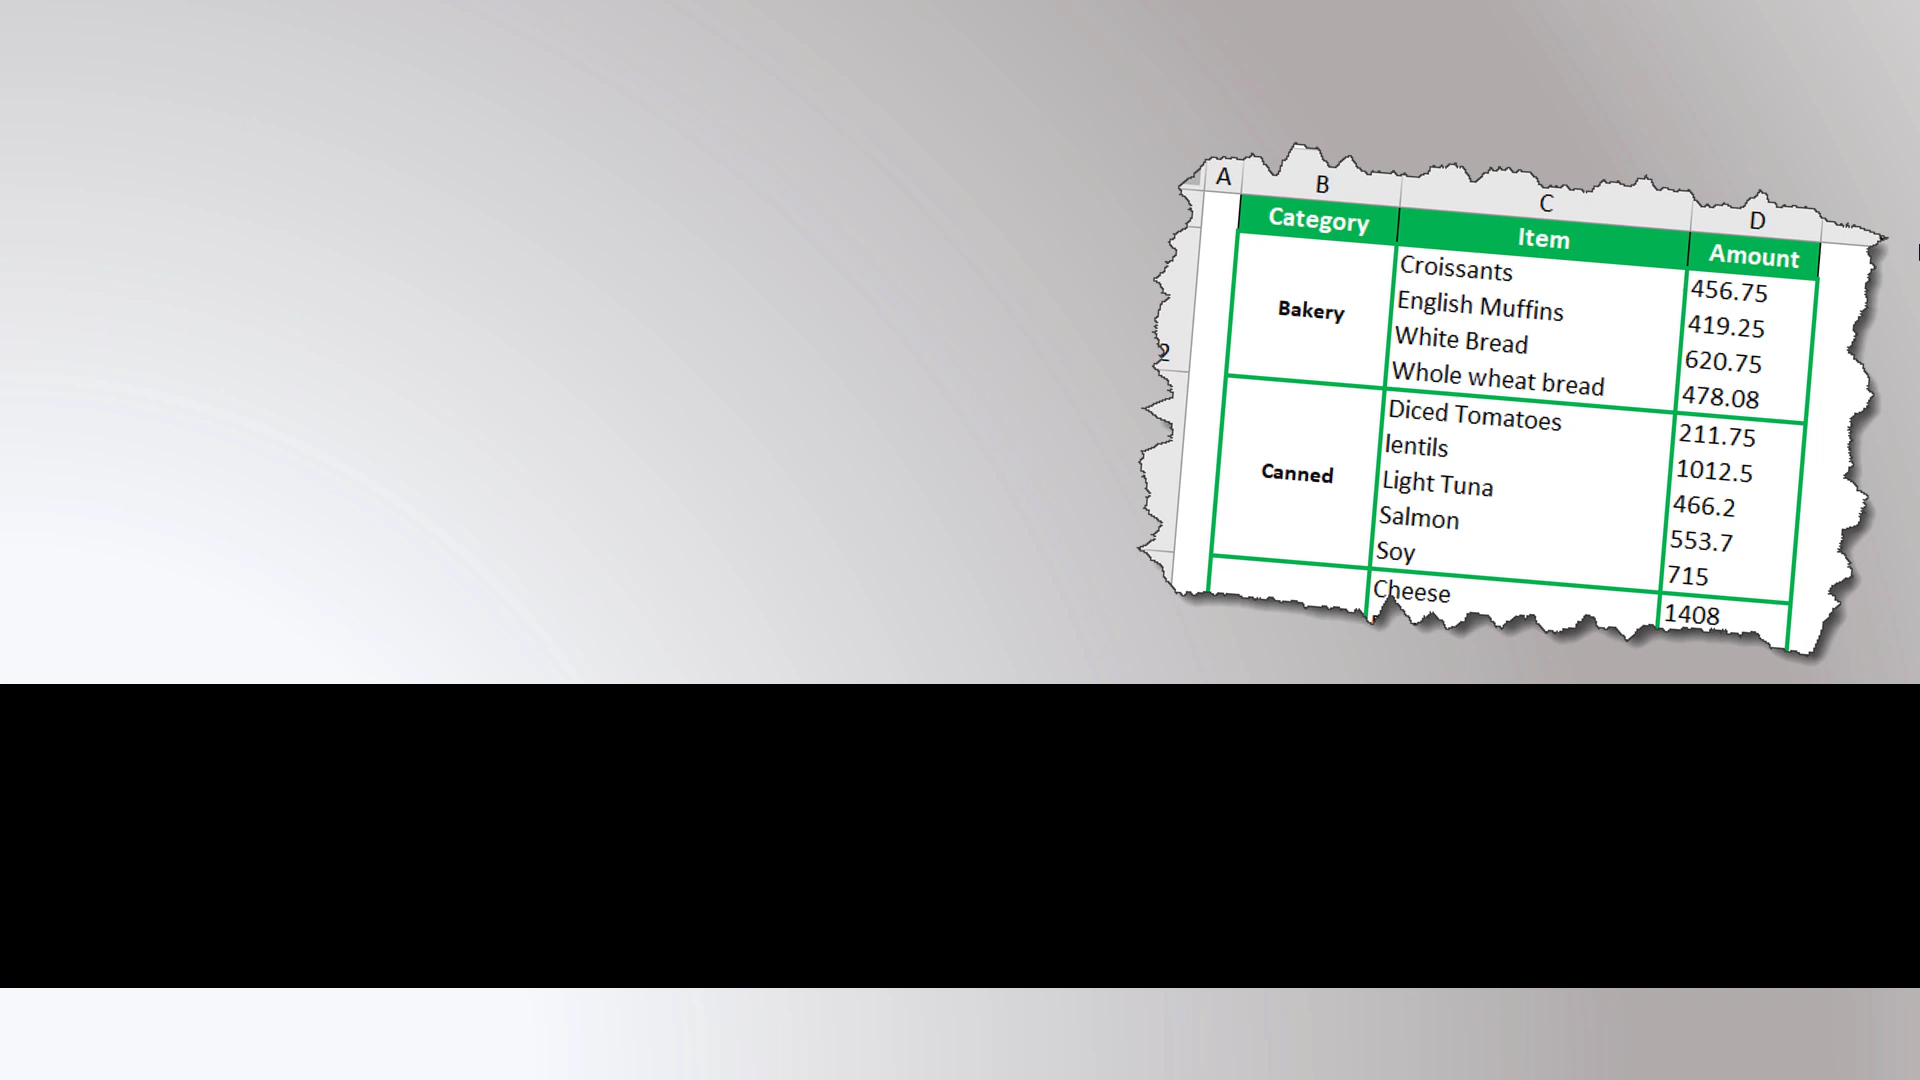 A B C D
Category Item Amount
2
Bakery
Croissants 456.75
English Muffins 419.25
White Bread 620.75
Whole wheat bread 478.08
Canned
Diced Tomatoes 211.75
lentils 1012.5
Light Tuna 466.2
Salmon 553.7
Soy 715
Cheese 1408